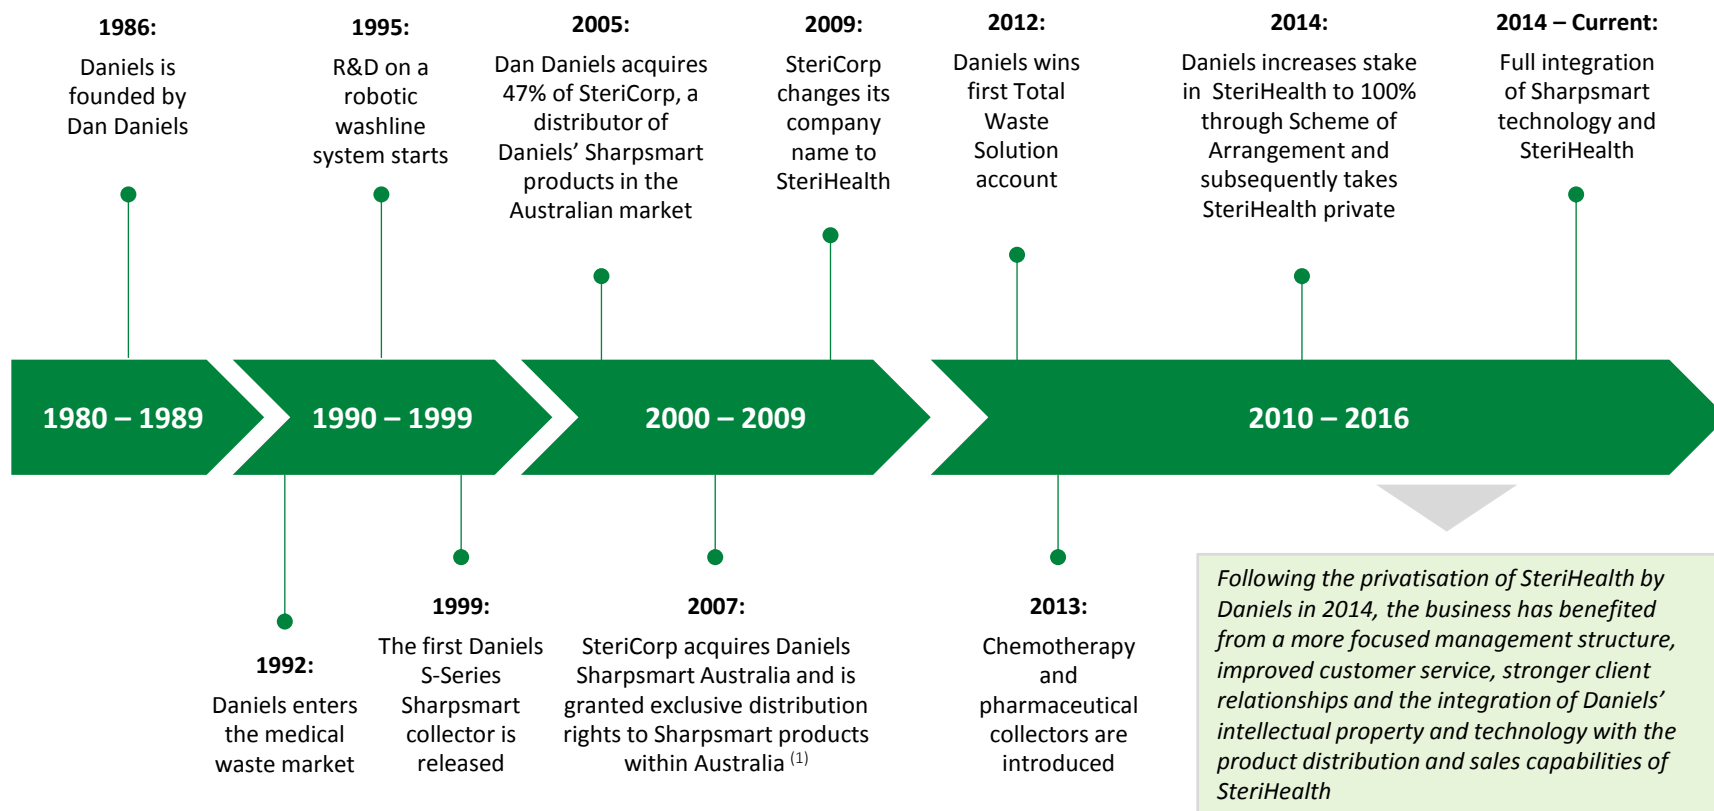 1986:
Daniels is
founded by
Dan Daniels
1995:
R&D on a
robotic
washline
system starts
2005:
Dan Daniels acquires
47% of SteriCorp, a
distributor of
Daniels’ Sharpsmart
products in the
Australian market
2009:
SteriCorp
changes its
company
name to
SteriHealth
2012:
Daniels wins
first Total
Waste
Solution
account
2014:
Daniels increases stake
in SteriHealth to 100%
through Scheme of
Arrangement and
subsequently takes
SteriHealth private
2014 – Current:
Full integration
of Sharpsmart
technology and
SteriHealth
1980 – 1989
1990 – 1999
2000 – 2009
2010 – 2016
1992:
Daniels enters
the medical
waste market
1999:
The first Daniels
S-Series
Sharpsmart
collector is
released
2007:
SteriCorp acquires Daniels
Sharpsmart Australia and is
granted exclusive distribution
rights to Sharpsmart products
within Australia (1)
2013:
Chemotherapy
and
pharmaceutical
collectors are
introduced
Following the privatisation of SteriHealth by
Daniels in 2014, the business has benefited
from a more focused management structure,
improved customer service, stronger client
relationships and the integration of Daniels’
intellectual property and technology with the
product distribution and sales capabilities of
SteriHealth